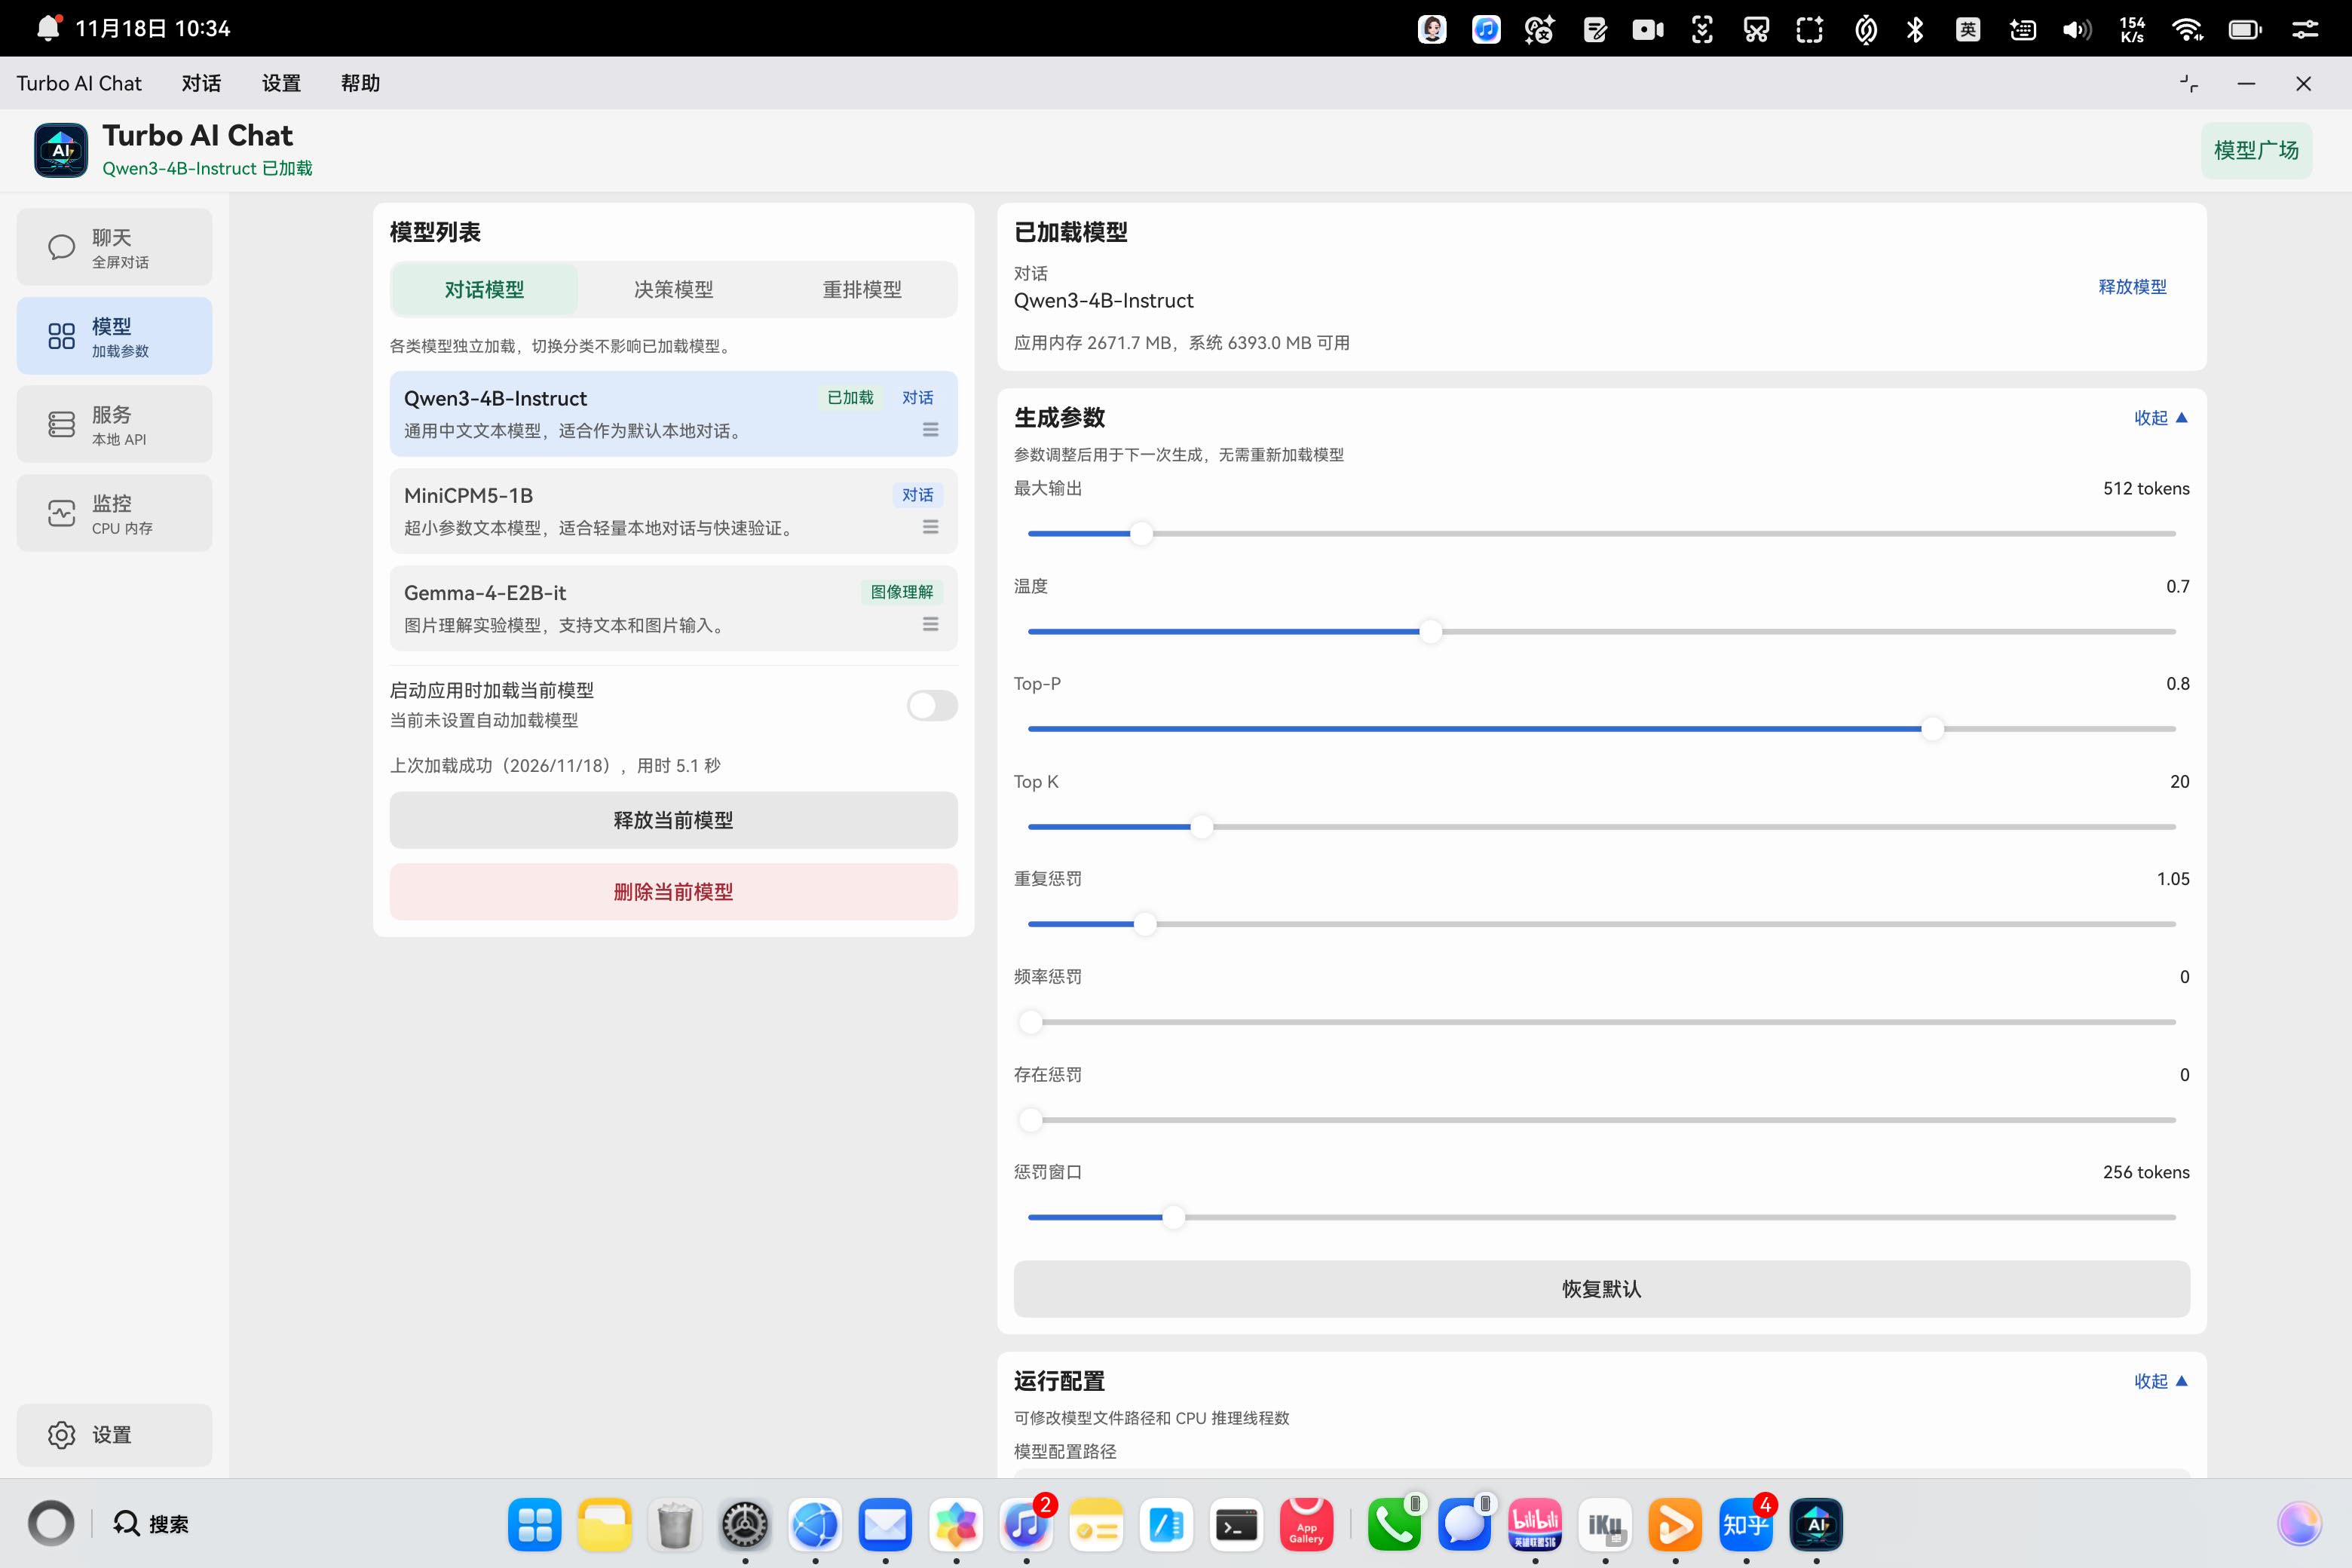 11月18日 10:34
英
154
K/s
Turbo AI Chat 对话 设置 帮助
Turbo AI Chat
Qwen3-4B-Instruct 已加载
模型广场
聊天
全屏对话
模型
加载参数
服务
本地 API
监控
CPU 内存
设置
模型列表
对话模型 决策模型 重排模型
各类模型独立加载，切换分类不影响已加载模型。
Qwen3-4B-Instruct 已加载 对话
通用中文文本模型，适合作为默认本地对话。
MiniCPM5-1B 对话
超小参数文本模型，适合轻量本地对话与快速验证。
Gemma-4-E2B-it 图像理解
图片理解实验模型，支持文本和图片输入。
启动应用时加载当前模型
当前未设置自动加载模型
上次加载成功（2026/11/18），用时 5.1 秒
释放当前模型
删除当前模型
已加载模型
对话
Qwen3-4B-Instruct
释放模型
应用内存 2671.7 MB，系统 6393.0 MB 可用
生成参数 收起
参数调整后用于下一次生成，无需重新加载模型
最大输出 512 tokens
温度 0.7
Top-P 0.8
Top K 20
重复惩罚 1.05
频率惩罚 0
存在惩罚 0
惩罚窗口 256 tokens
恢复默认
运行配置 收起
可修改模型文件路径和 CPU 推理线程数
模型配置路径
搜索
2
App
Gallery
bilibili
英雄联盟S16
iKu
知乎
4
AI